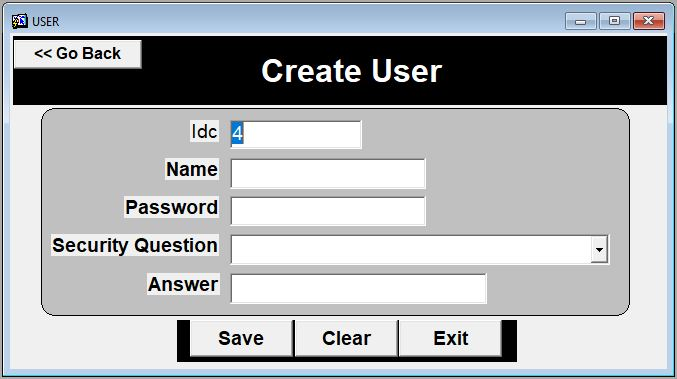 USER
<< Go Back
Create User
Idc 4
Name
Password
Security Question
Answer
Save Clear Exit